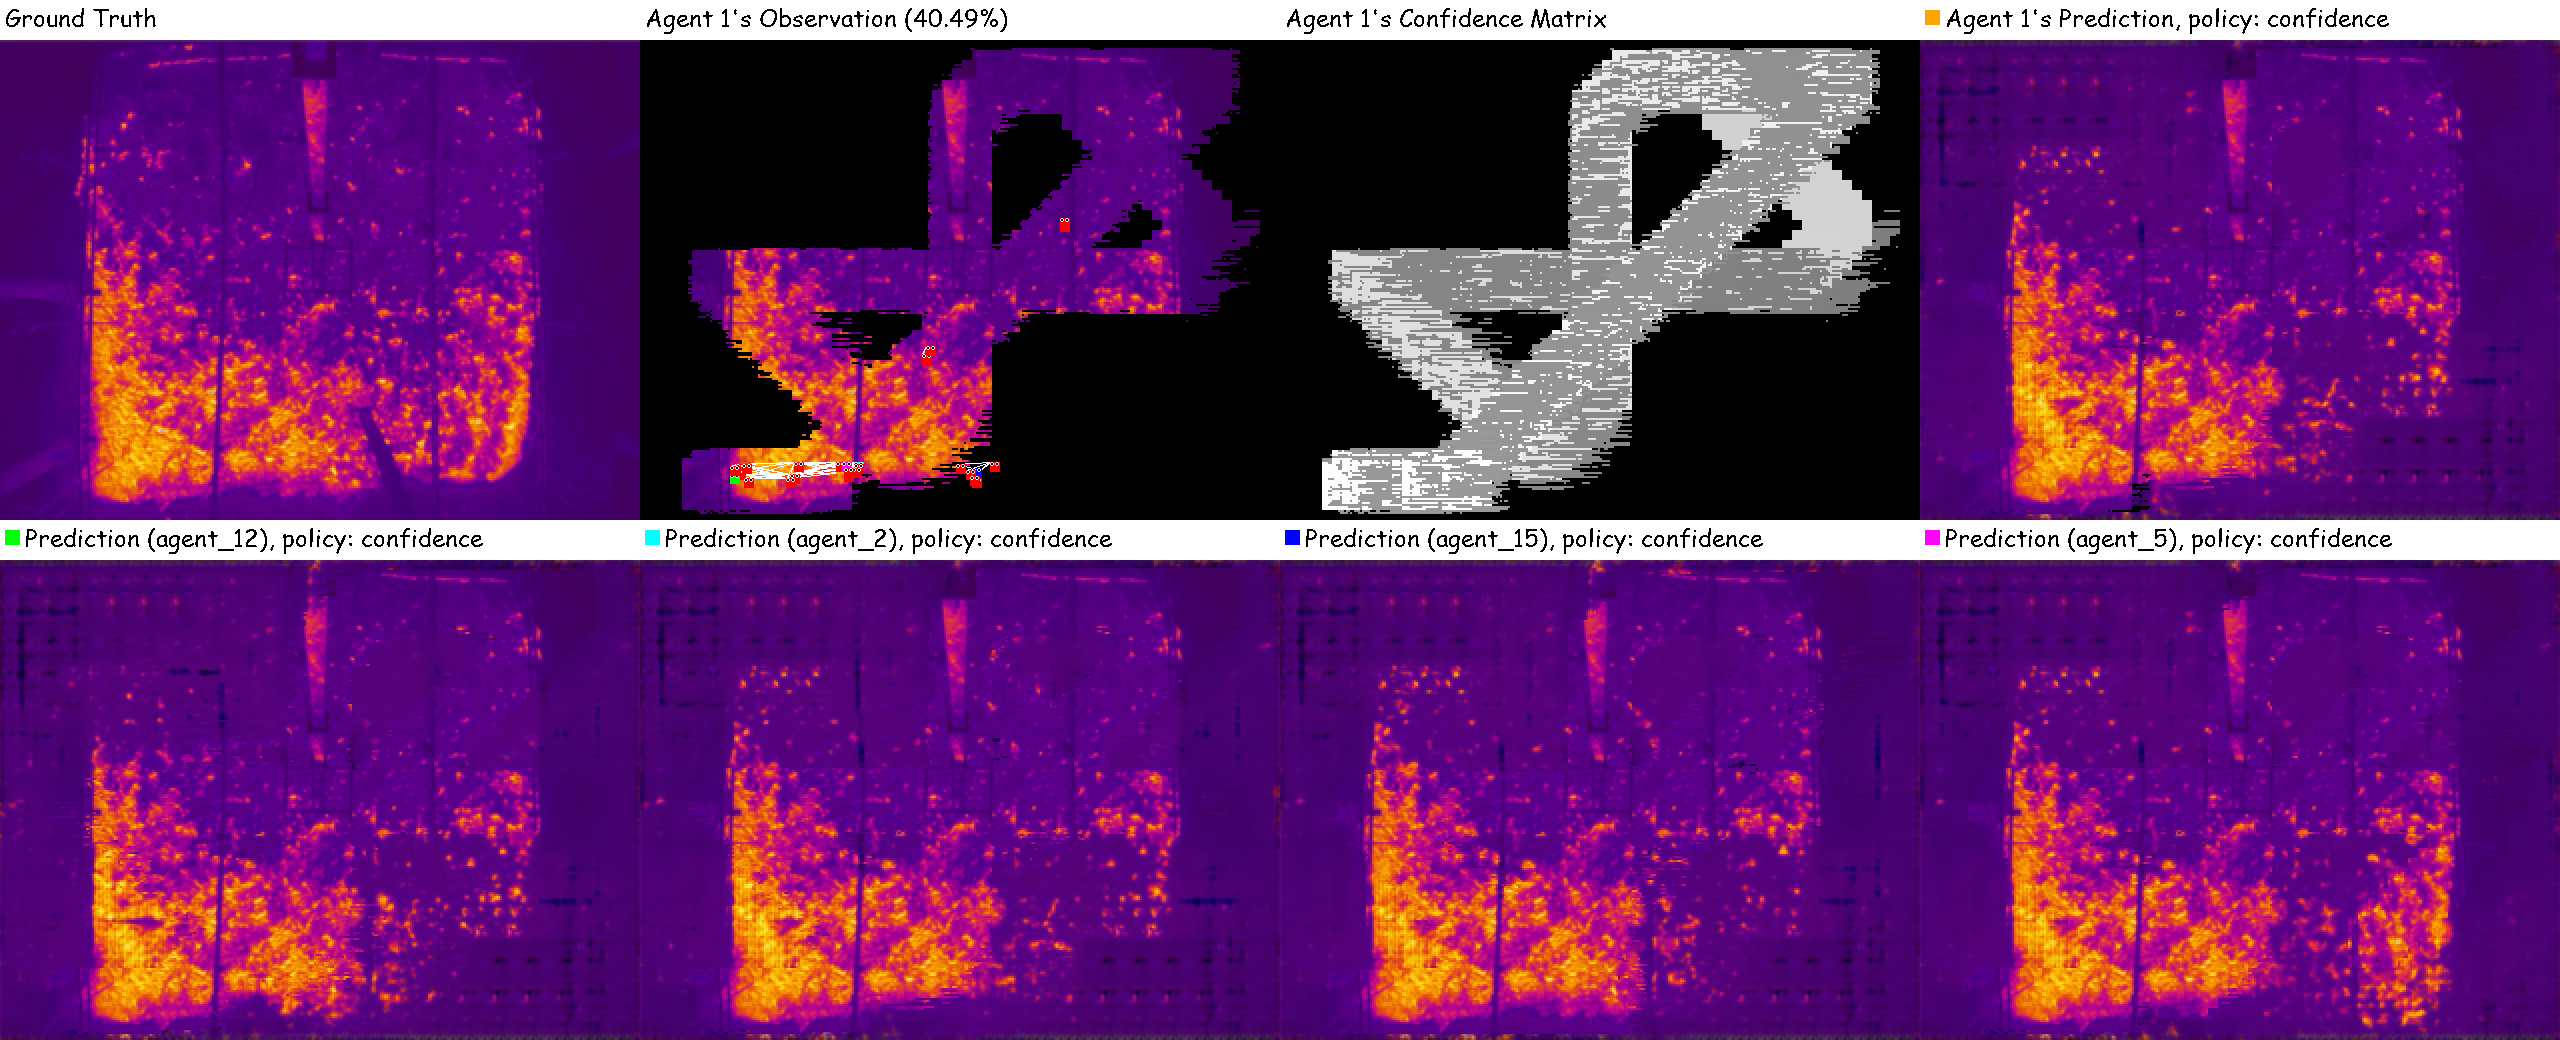 Ground Truth
Agent 1's Observation (40.49%)
Agent 1's Confidence Matrix
Agent 1's Prediction, policy: confidence
Prediction (agent_12), policy: confidence
Prediction (agent_2), policy: confidence
Prediction (agent_15), policy: confidence
Prediction (agent_5), policy: confidence